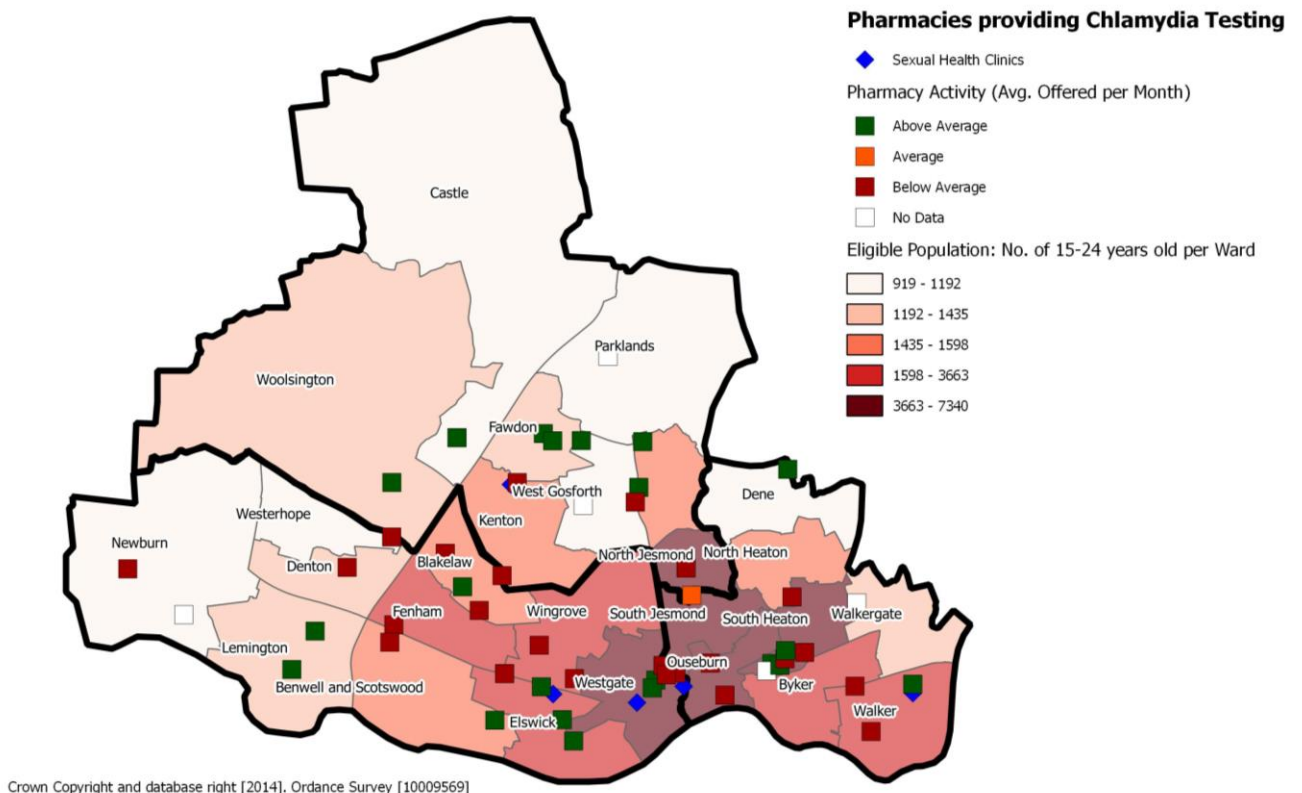 Pharmacies providing Chlamydia Testing
Sexual Health Clinics
Pharmacy Activity (Avg. Offered per Month)
Above Average
Average
Below Average
No Data
Eligible Population: No. of 15-24 years old per Ward
919 - 1192
1192 - 1435
1435 - 1598
1598 - 3663
3663 - 7340
Castle
Parklands
Woolsington
Fawdon
West Gosforth
Dene
Westerhope
Kenton
Newburn
North Jesmond
North Heaton
Blakelaw
Denton
Fenham
Wingrove
South Jesmond
South Heaton
Walkergate
Lemington
Ouseburn
Benwell and Scotswood
Westgate
Byker
Walker
Elswick
Crown Copyright and database right [2014]. Ordance Survey [10009569]